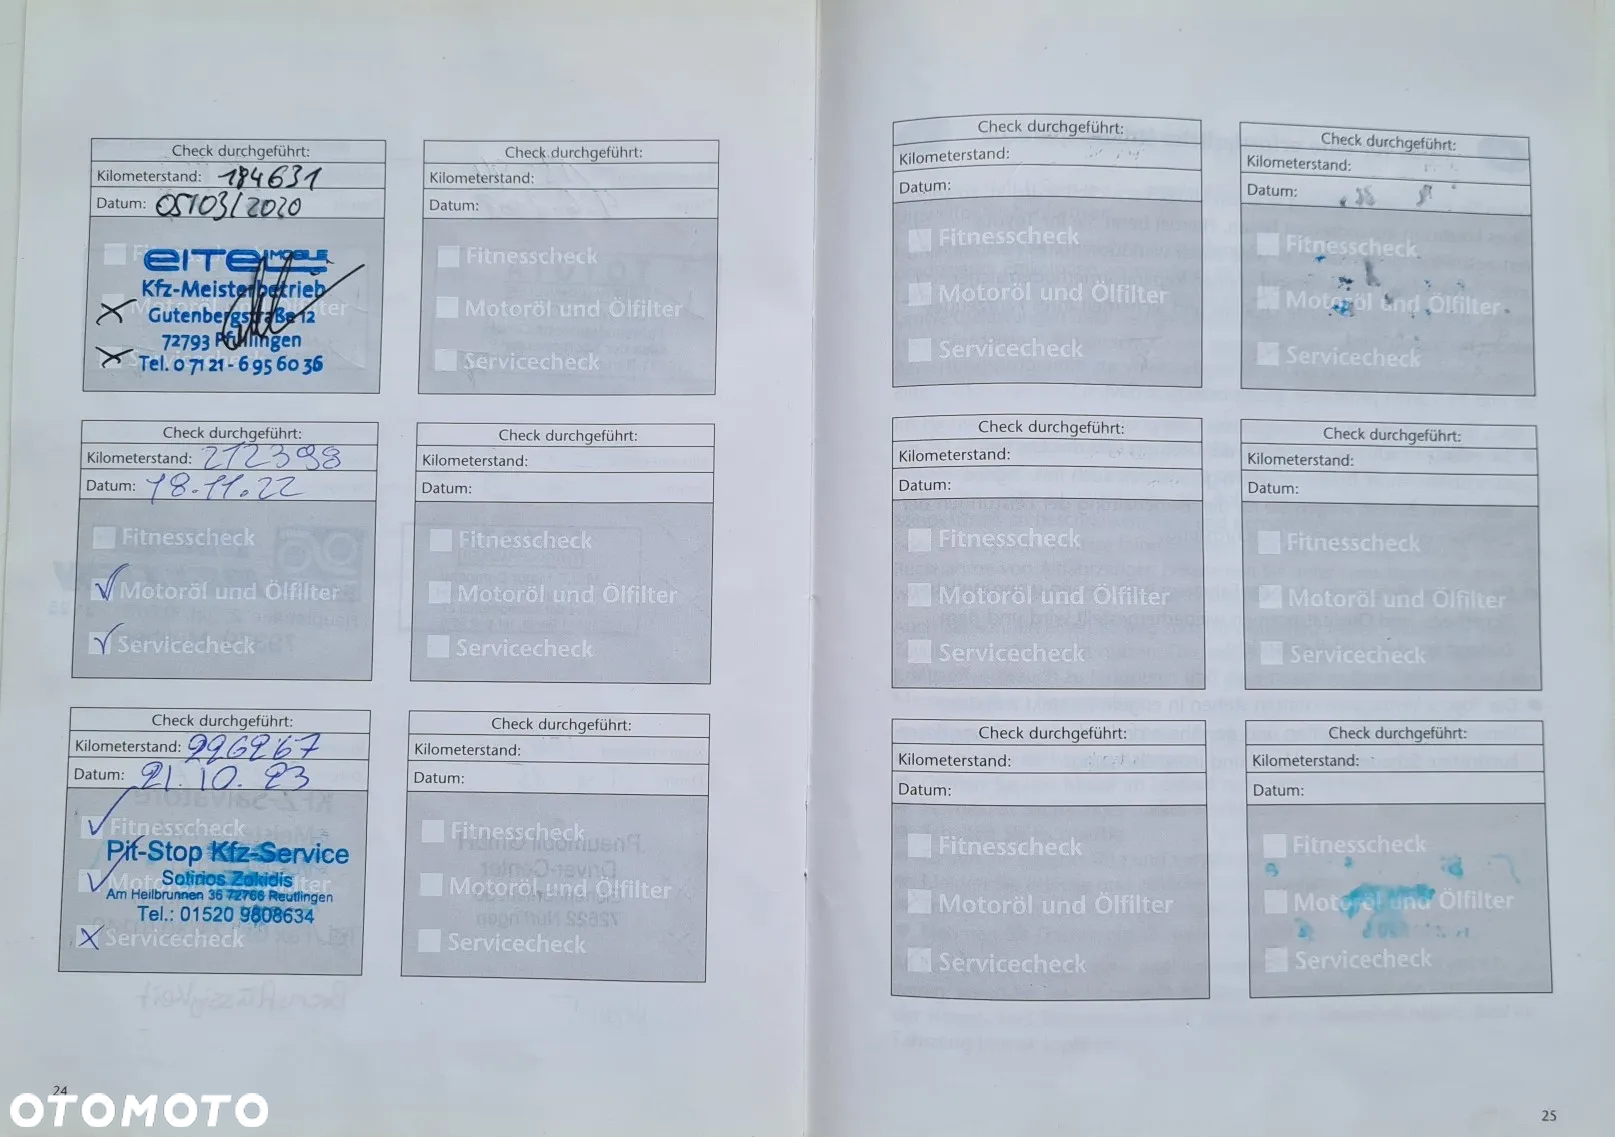 Check durchgeführt:
Kilometerstand: 184631
Datum: 05/03/2020
Fitnesscheck
EITEL MOBILE
Kfz-Meisterbetrieb
Motoröl und Ölfilter
Gutenbergstraße 12
72793 Pfullingen
Servicecheck
Tel. 0 71 21 - 6 95 60 36
Check durchgeführt:
Kilometerstand:
Datum:
Fitnesscheck
Motoröl und Ölfilter
Servicecheck
Check durchgeführt:
Kilometerstand: 212398
Datum: 18.11.22
Fitnesscheck
Motoröl und Ölfilter
Servicecheck
Check durchgeführt:
Kilometerstand:
Datum:
Fitnesscheck
Motoröl und Ölfilter
Servicecheck
Check durchgeführt:
Kilometerstand: 226267
Datum: 21.10.23
Fitnesscheck
Pit-Stop Kfz-Service
Sotirios Zakidis
Motoröl und Ölfilter
Am Heilbrunnen 36 72766 Reutlingen
Tel.: 01520 9808634
Servicecheck
Check durchgeführt:
Kilometerstand:
Datum:
Fitnesscheck
Motoröl und Ölfilter
Servicecheck
24
OTOMOTO
Check durchgeführt:
Kilometerstand:
Datum:
Fitnesscheck
Motoröl und Ölfilter
Servicecheck
Check durchgeführt:
Kilometerstand:
Datum:
Fitnesscheck
Motoröl und Ölfilter
Servicecheck
Check durchgeführt:
Kilometerstand:
Datum:
Fitnesscheck
Motoröl und Ölfilter
Servicecheck
Check durchgeführt:
Kilometerstand:
Datum:
Fitnesscheck
Motoröl und Ölfilter
Servicecheck
Check durchgeführt:
Kilometerstand:
Datum:
Fitnesscheck
Motoröl und Ölfilter
Servicecheck
Check durchgeführt:
Kilometerstand:
Datum:
Fitnesscheck
Motoröl und Ölfilter
Servicecheck
25